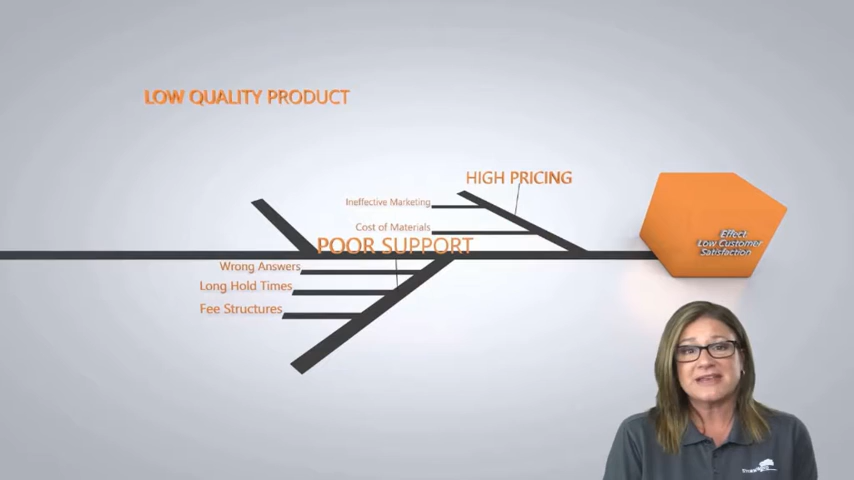 LOW QUALITY PRODUCT
HIGH PRICING
Ineffective Marketing
Cost of Materials
POOR SUPPORT
Wrong Answers
Long Hold Times
Fee Structures
Effect
Low Customer
Satisfaction